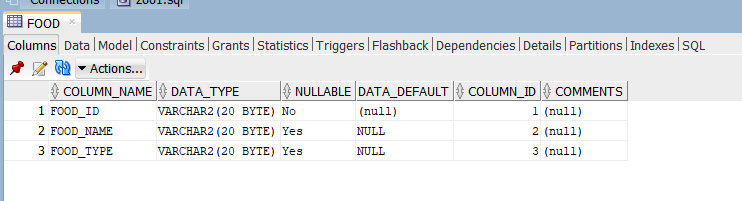 Connections zoo1.sql
FOOD
Columns Data Model Constraints Grants Statistics Triggers Flashback Dependencies Details Partitions Indexes SQL
Actions...
COLUMN_NAME DATA_TYPE NULLABLE DATA_DEFAULT COLUMN_ID COMMENTS
1 FOOD_ID VARCHAR2(20 BYTE) No (null) 1 (null)
2 FOOD_NAME VARCHAR2(20 BYTE) Yes NULL 2 (null)
3 FOOD_TYPE VARCHAR2(20 BYTE) Yes NULL 3 (null)